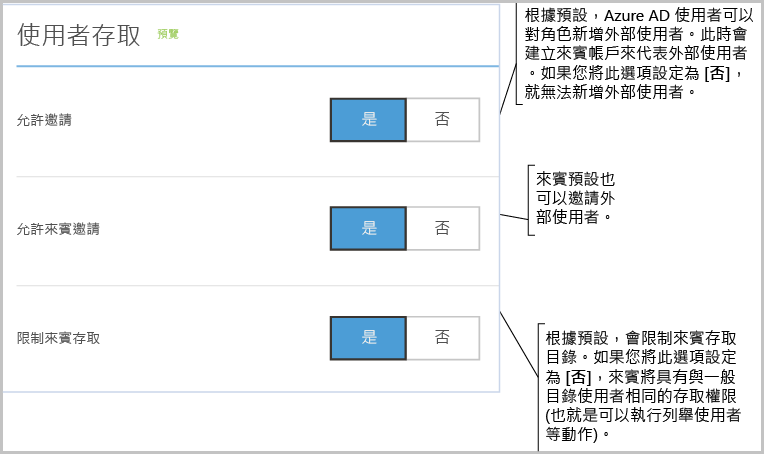 使用者存取 預覽
允許邀請 是 否
允許來賓邀請 是 否
限制來賓存取 是 否
根據預設，Azure AD 使用者可以
對角色新增外部使用者。此時會
建立來賓帳戶來代表外部使用者
。如果您將此選項設定為 [否]，
就無法新增外部使用者。
來賓預設也
可以邀請外
部使用者。
根據預設，會限制來賓存取
目錄。如果您將此選項設定
為 [否]，來賓將具有與一般
目錄使用者相同的存取權限
(也就是可以執行列舉使用者
等動作)。